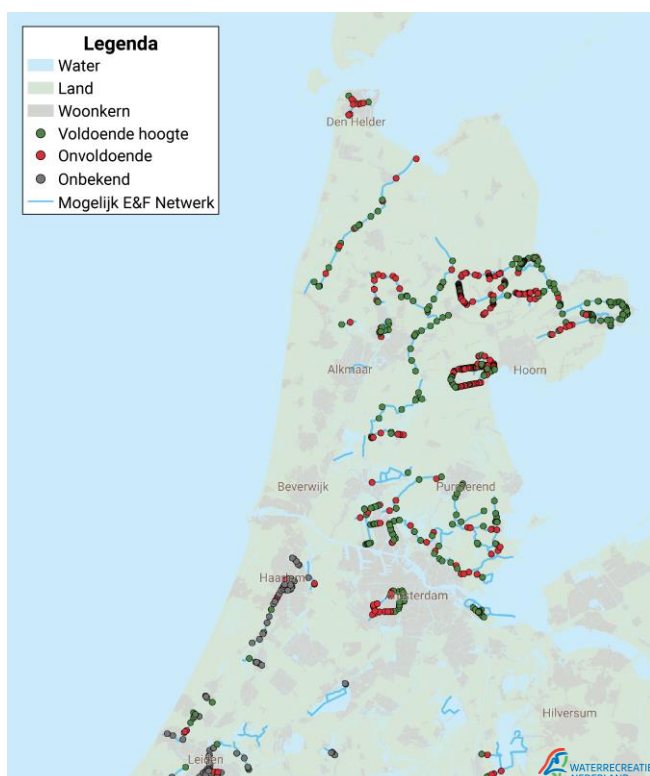 Legenda
Water
Land
Woonkern
Voldoende hoogte
Onvoldoende
Onbekend
Mogelijk E&F Netwerk
Den Helder
Alkmaar
Hoorn
Beverwijk
Purmerend
Haarlem
Amsterdam
Hilversum
Leiden
WATERRECREATIE
NEDERLAND